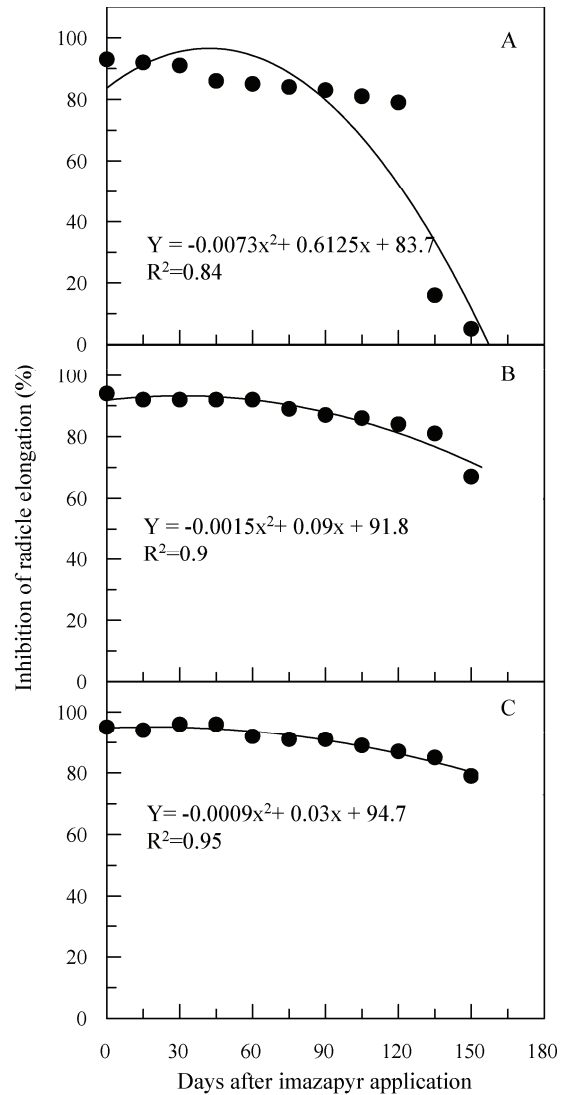 A
100
80
60
40
20
0
Y = -0.0073x²+ 0.6125x + 83.7
R²=0.84
B
100
80
60
40
20
0
Y = -0.0015x²+ 0.09x + 91.8
R²=0.9
C
100
80
60
40
20
0
Y= -0.0009x²+ 0.03x + 94.7
R²=0.95
Inhibition of radicle elongation (%)
0 30 60 90 120 150 180
Days after imazapyr application